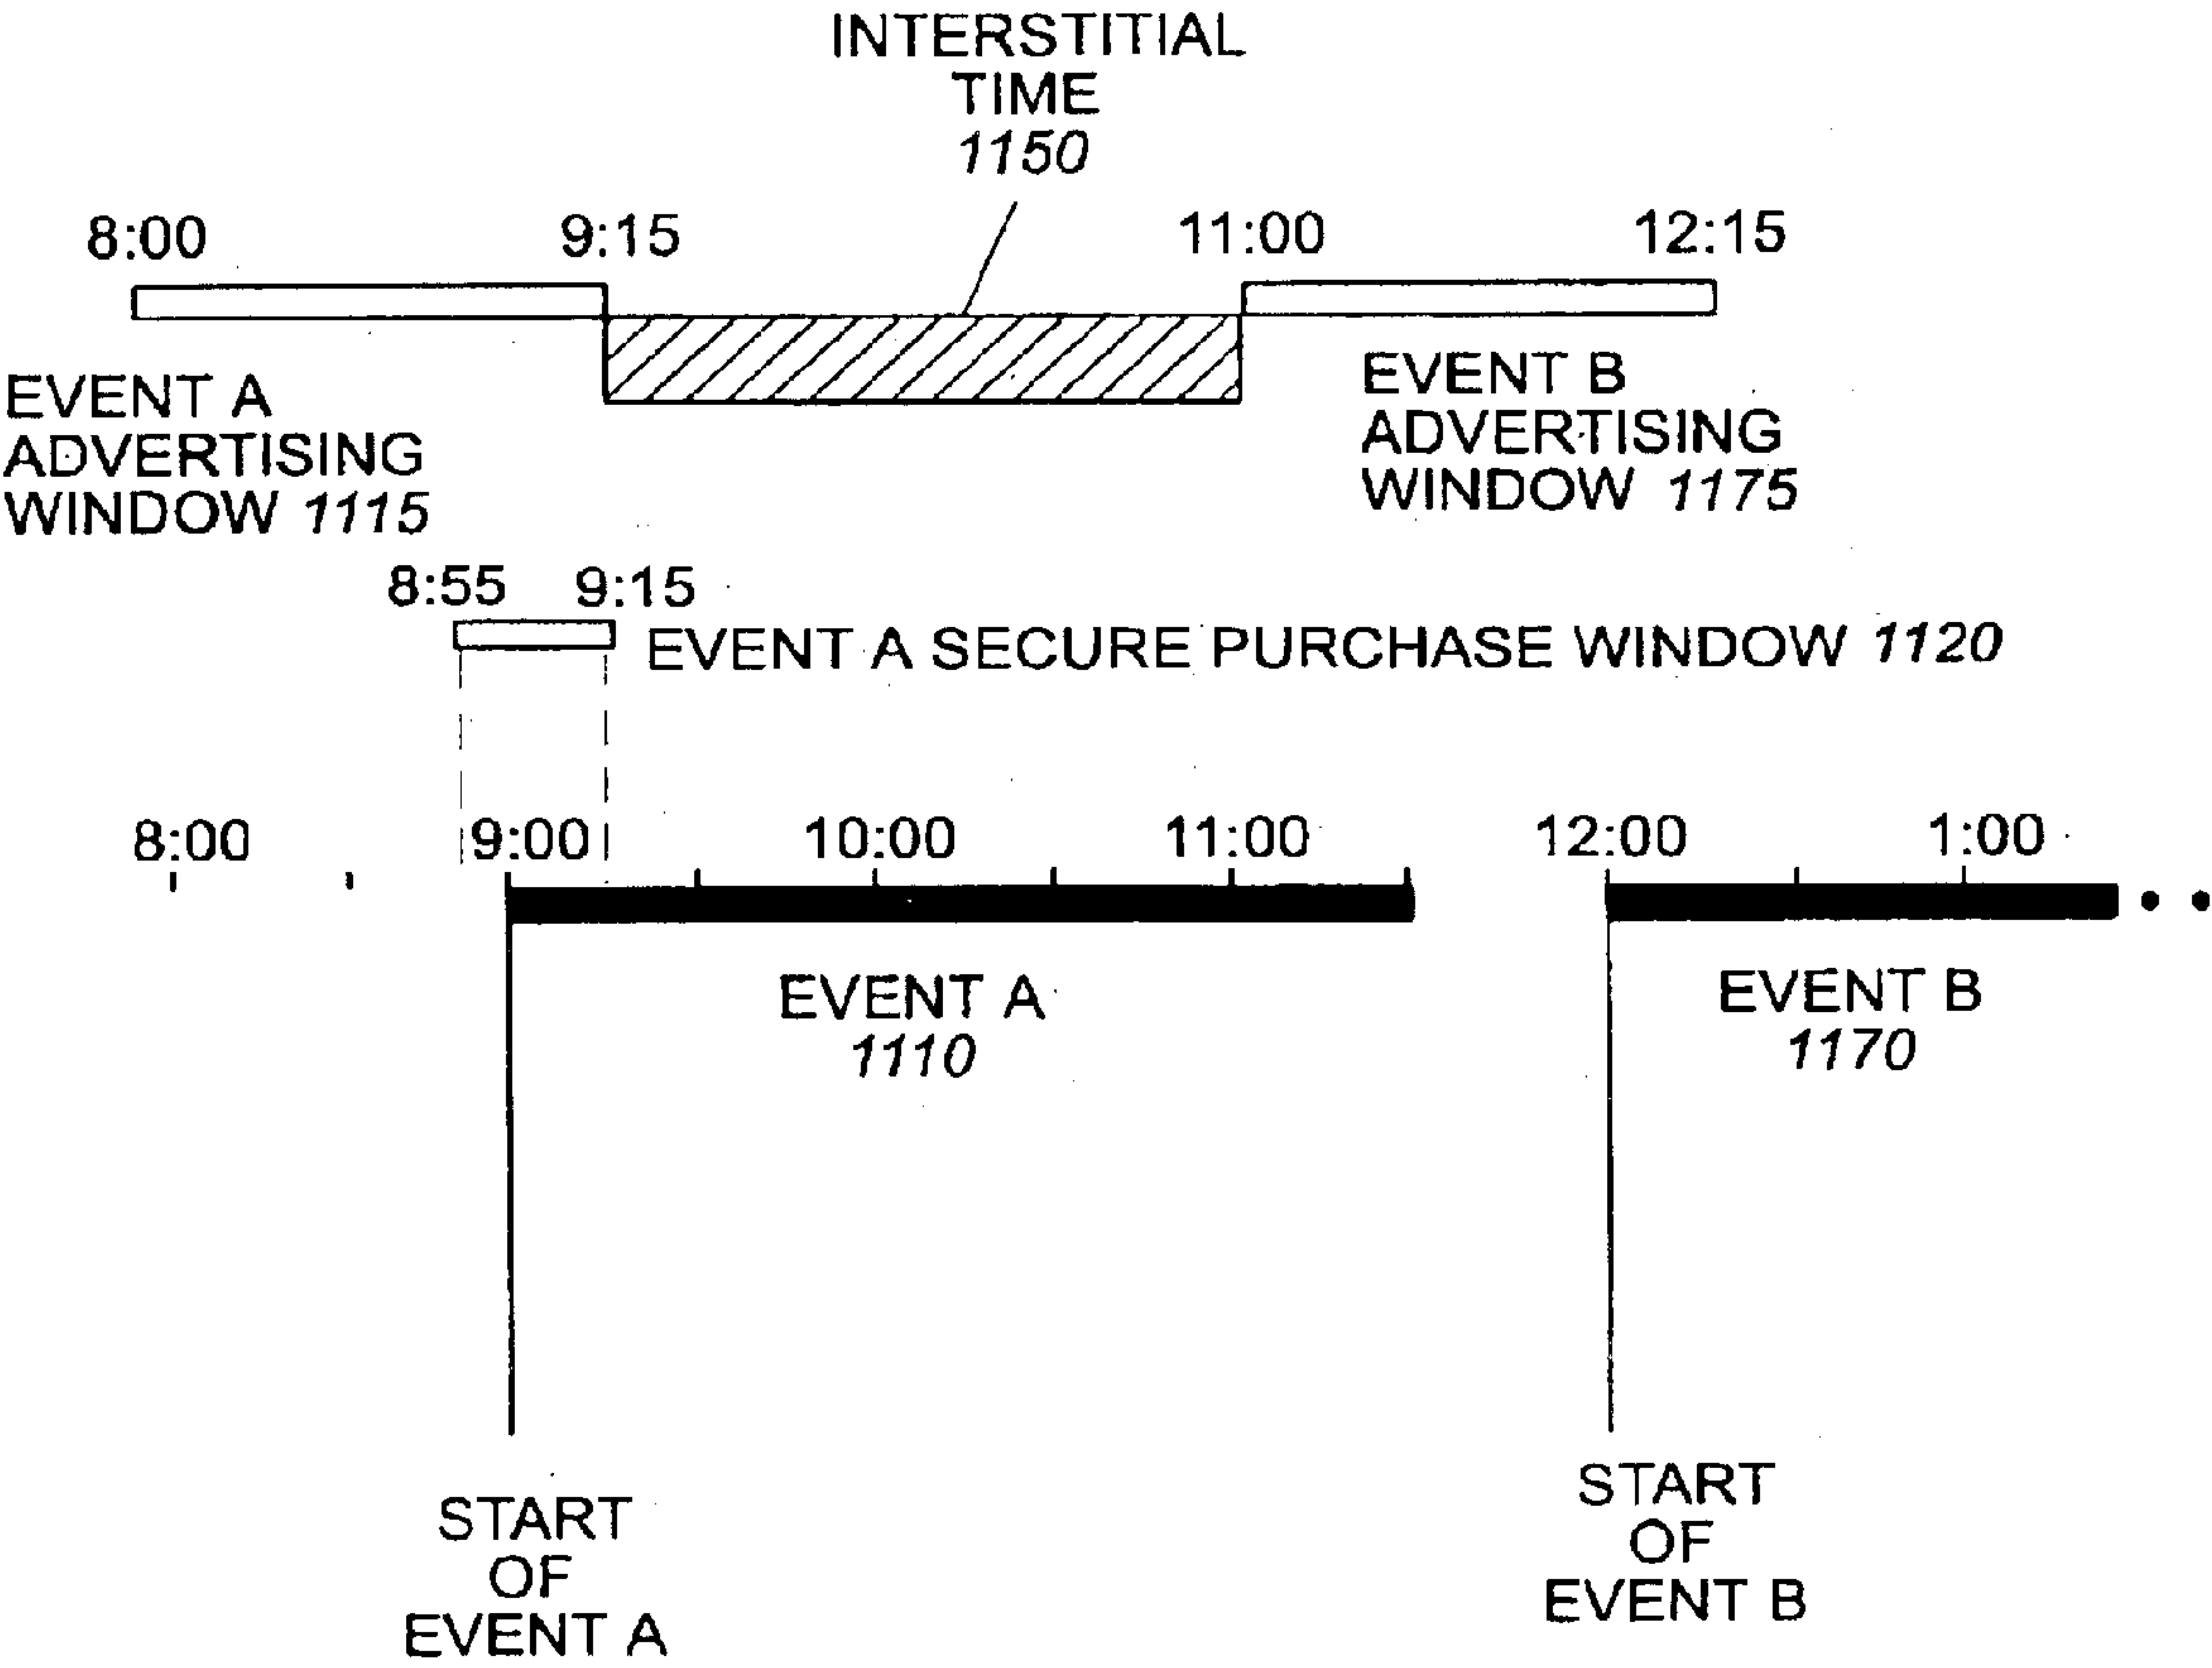 INTERSTITIAL
TIME
1150
8:00 9:15 11:00 12:15
EVENT A
ADVERTISING
WINDOW 1115
EVENT B
ADVERTISING
WINDOW 1175
8:55 9:15
EVENT A SECURE PURCHASE WINDOW 1120
8:00 9:00 10:00 11:00 12:00 1:00
EVENT A
1110
EVENT B
1170
START
OF
EVENT A
START
OF
EVENT B